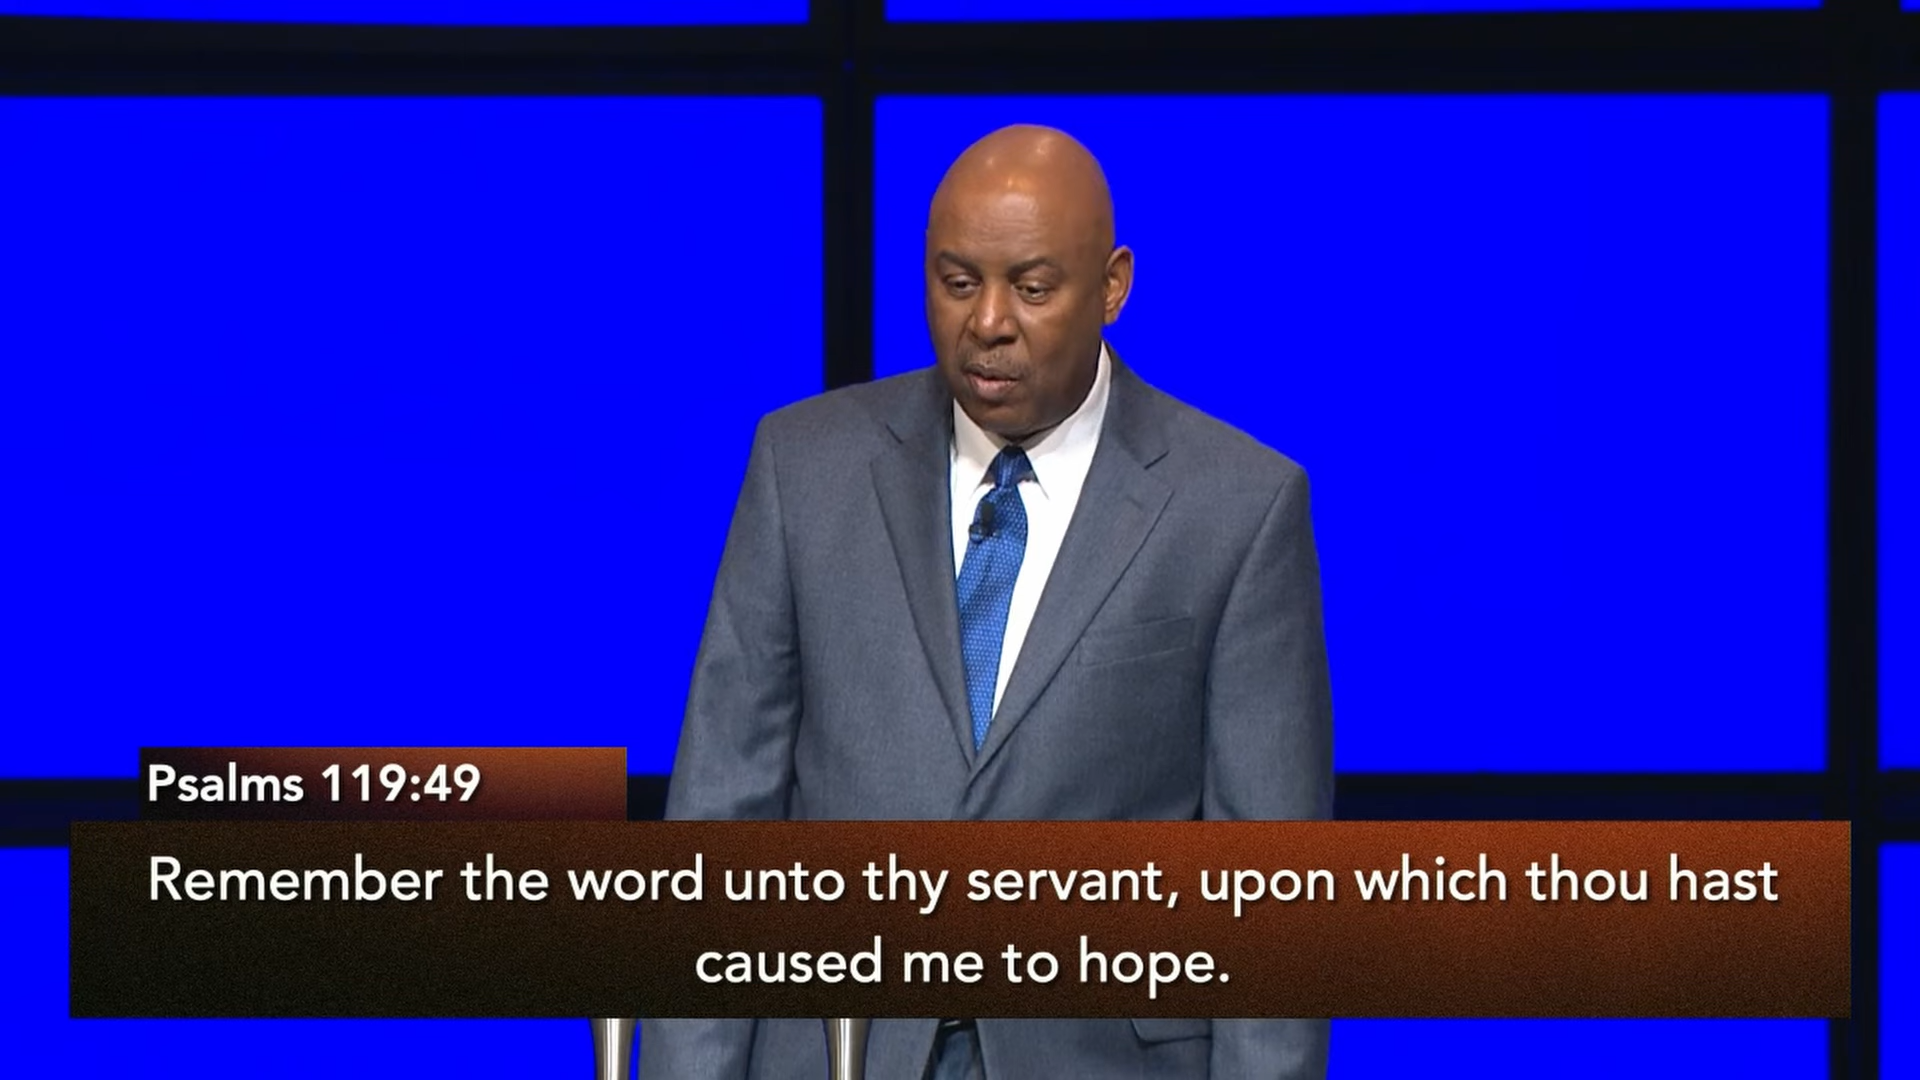 Psalms 119:49
Remember the word unto thy servant, upon which thou hast
caused me to hope.